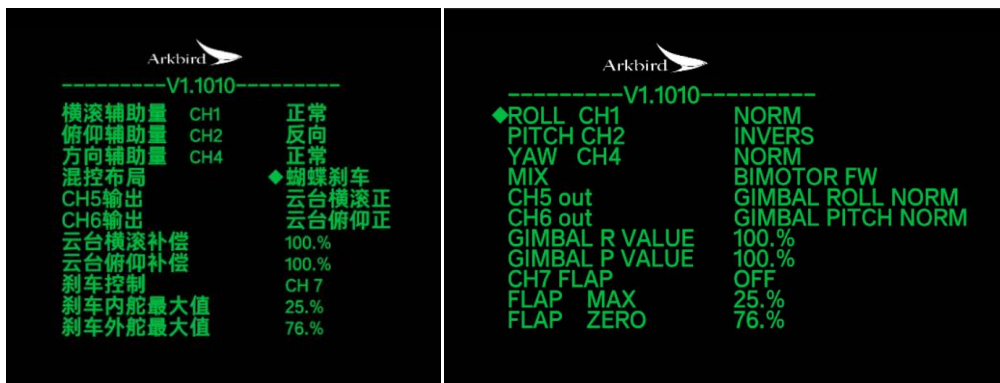 Arkbird
---------V1.1010---------
横滚辅助量 CH1 正常
俯仰辅助量 CH2 反向
方向辅助量 CH4 正常
混控布局 ◆蝴蝶刹车
CH5输出 云台横滚正
CH6输出 云台俯仰正
云台横滚补偿 100.%
云台俯仰补偿 100.%
刹车控制 CH 7
刹车内舵最大值 25.%
刹车外舵最大值 76.%
Arkbird
---------V1.1010---------
◆ROLL CH1 NORM
PITCH CH2 INVERS
YAW CH4 NORM
MIX BIMOTOR FW
CH5 out GIMBAL ROLL NORM
CH6 out GIMBAL PITCH NORM
GIMBAL R VALUE 100.%
GIMBAL P VALUE 100.%
CH7 FLAP OFF
FLAP MAX 25.%
FLAP ZERO 76.%